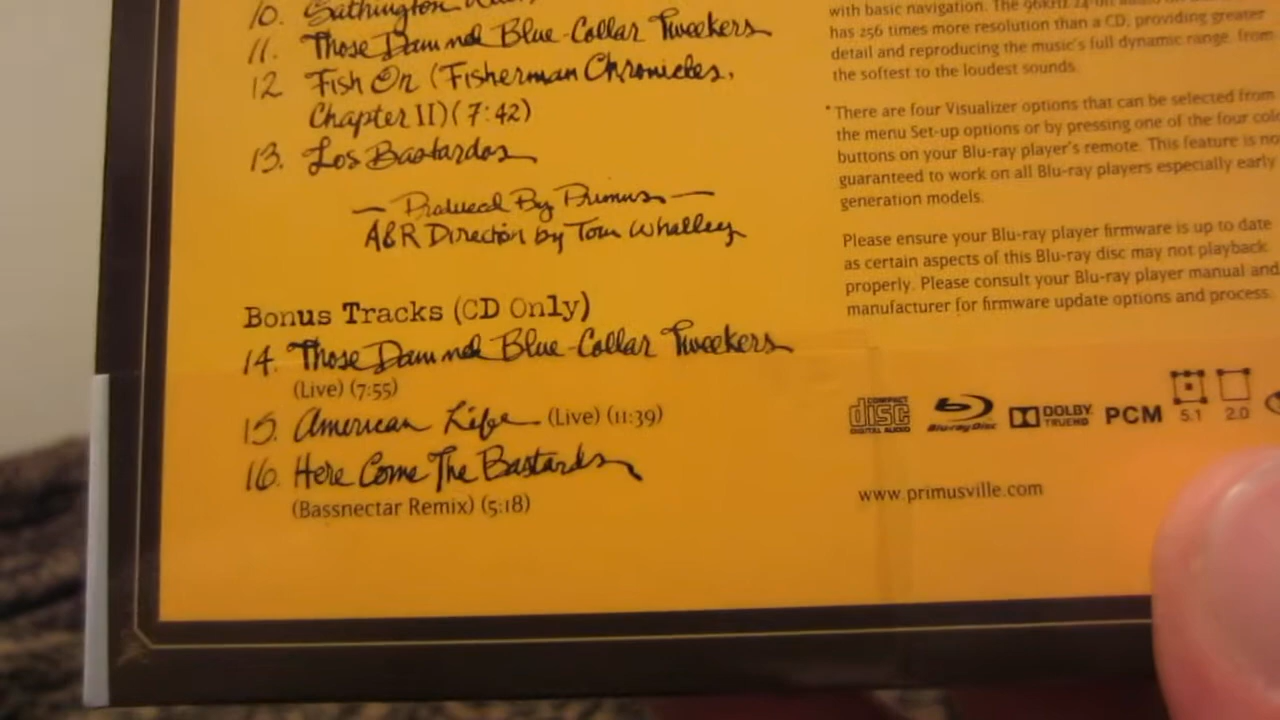 10. Sathington
11. Those Damned Blue-Collar Tweekers
12. Fish On (Fisherman Chronicles,
Chapter II) (7:42)
13. Los Bastardos
— Produced By Primus —
A&R Direction by Tom Whalley
Bonus Tracks (CD Only)
14. Those Damned Blue-Collar Tweekers
(Live) (7:55)
15. American Life (Live) (11:39)
16. Here Come The Bastards
(Bassnectar Remix) (5:18)
with basic navigation. The 96kHz 24-bit
has 256 times more resolution than a CD, providing greater
detail and reproducing the music's full dynamic range, from
the softest to the loudest sounds.
* There are four Visualizer options that can be selected from
the menu Set-up options or by pressing one of the four
buttons on your Blu-ray player's remote. This feature is
guaranteed to work on all Blu-ray players especially early
generation models.
Please ensure your Blu-ray player firmware is up to date
as certain aspects of this Blu-ray disc may not playback
properly. Please consult your Blu-ray player manual and
manufacturer for firmware update options and process.
COMPACT disc DIGITAL AUDIO Blu-ray Disc DOLBY TRUEHD PCM 5.1 2.0
www.primusville.com